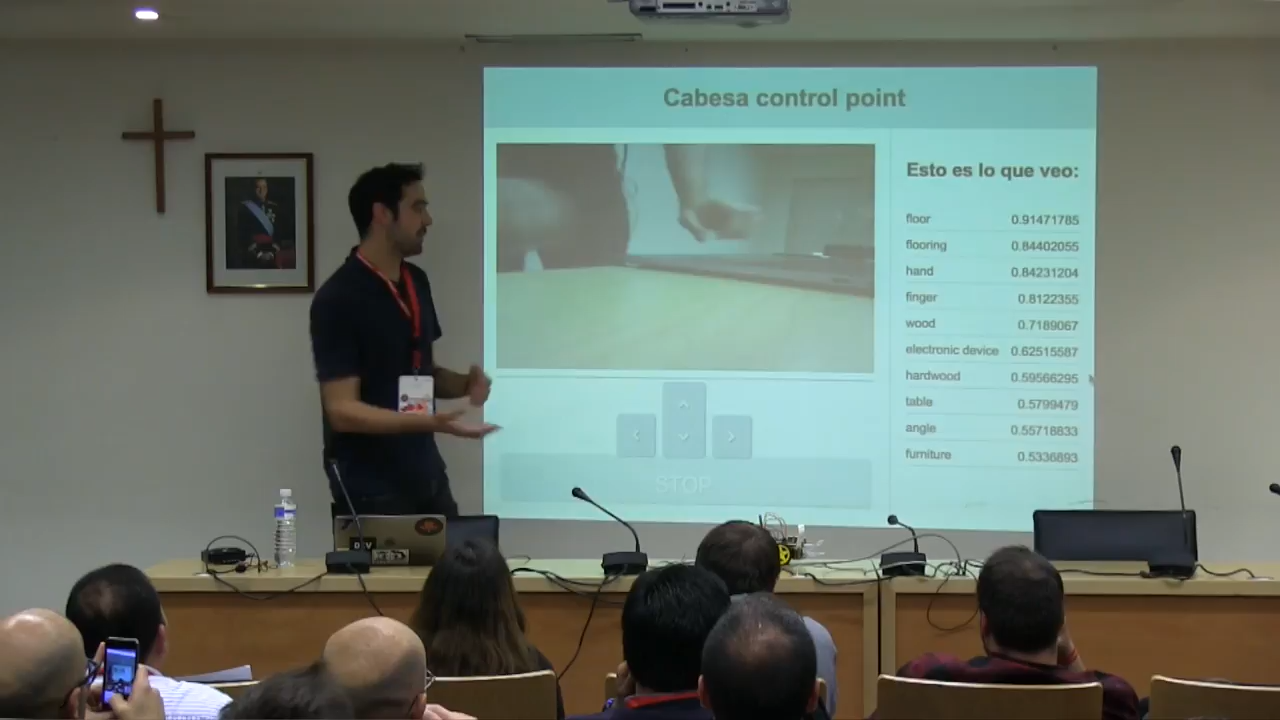 Cabesa control point
Esto es lo que veo:
floor 0.91471785
flooring 0.84402055
hand 0.84231204
finger 0.8122355
wood 0.7189067
electronic device 0.62515587
hardwood 0.59566295
table 0.5799479
angle 0.55718833
furniture 0.5336893
STOP